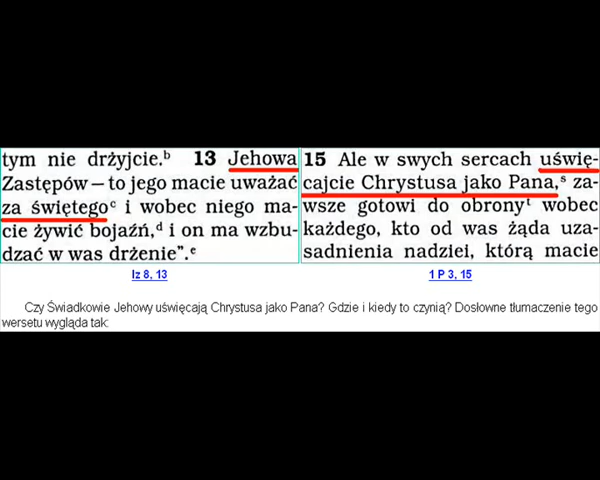 tym nie drżyjcie.ᵇ 13 Jehowa
Zastępów — to jego macie uważać
za świętegoᶜ i wobec niego ma-
cie żywić bojaźń,ᵈ i on ma wzbu-
dzać w was drżenie”.ᵉ
Iz 8, 13
15 Ale w swych sercach uświę-
cajcie Chrystusa jako Pana,ˢ za-
wsze gotowi do obronyᵗ wobec
każdego, kto od was żąda uza-
sadnienia nadziei, którą macie
1 P 3, 15
Czy Świadkowie Jehowy uświęcają Chrystusa jako Pana? Gdzie i kiedy to czynią? Dosłowne tłumaczenie tego
wersetu wygląda tak: